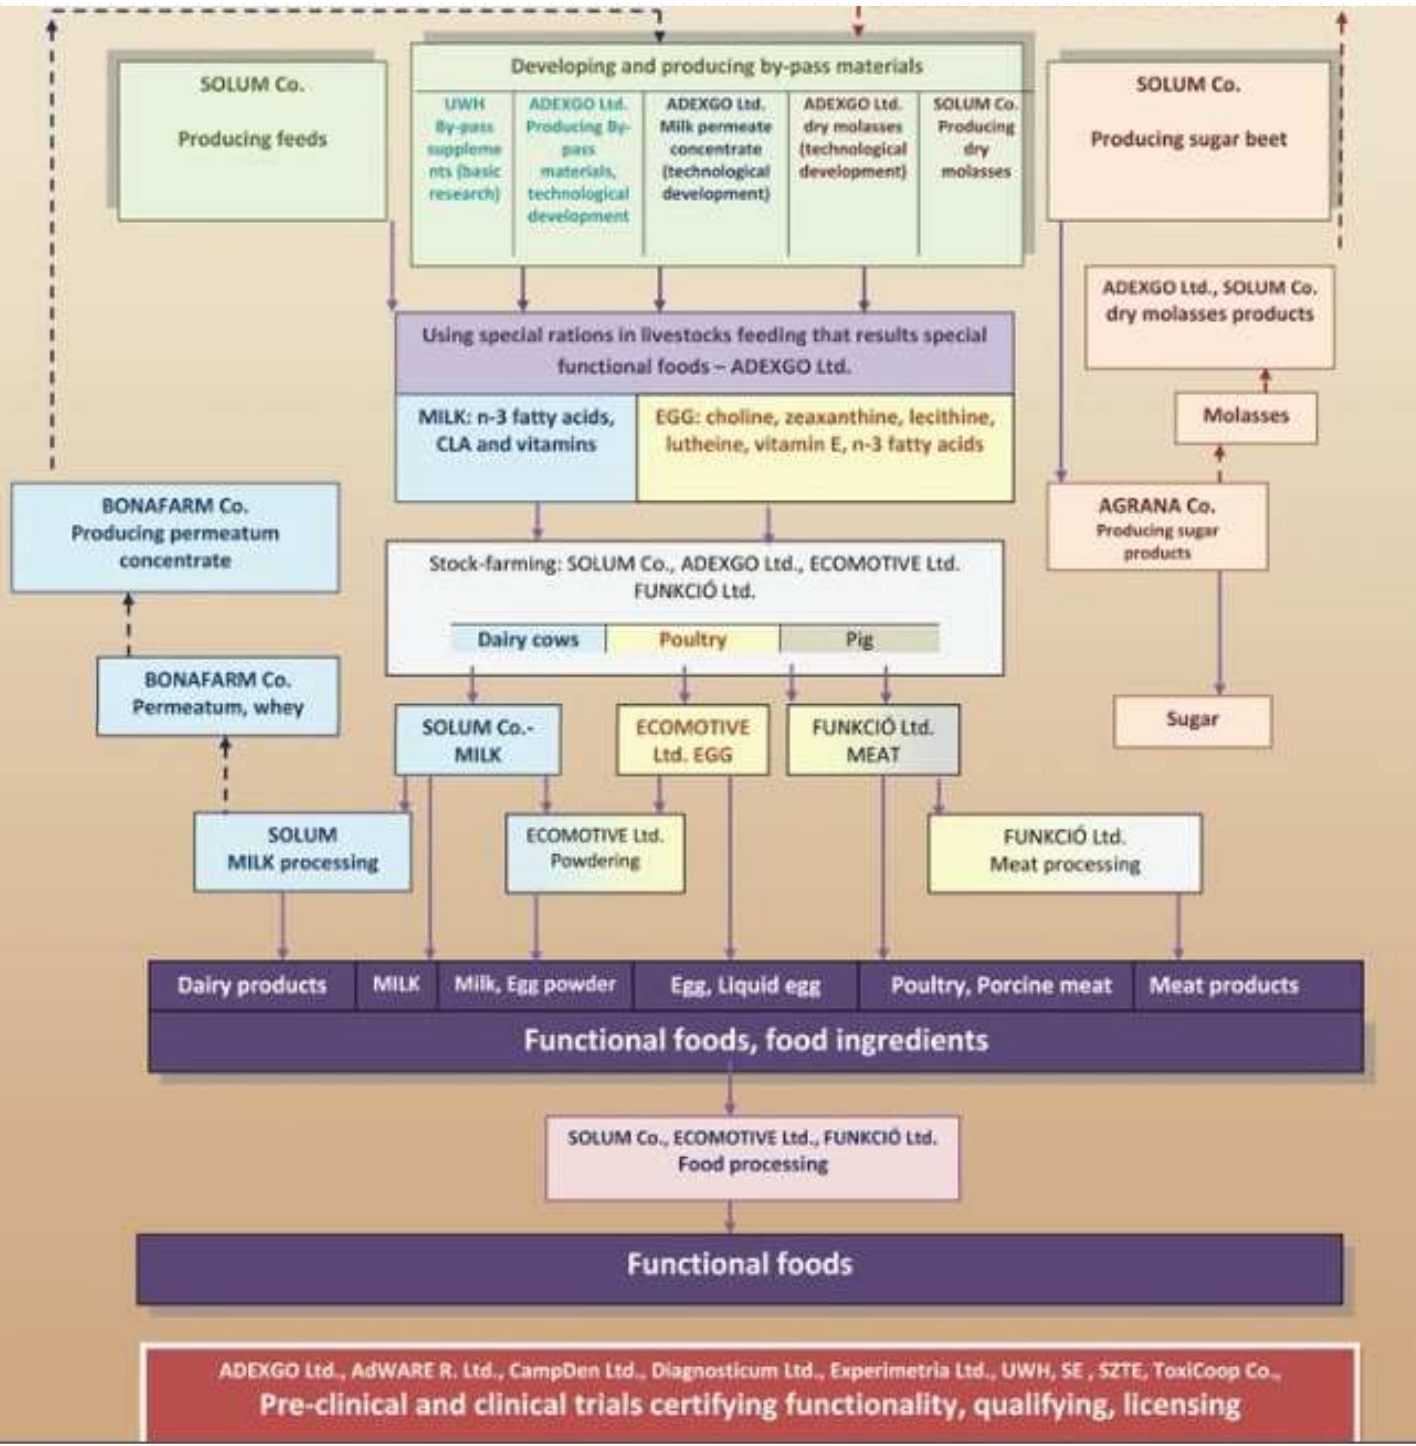 SOLUM Co.
Producing feeds
Developing and producing by-pass materials
UWH
By-pass
suppleme
nts (basic
research)
ADEXGO Ltd.
Producing By-
pass
materials,
technological
development
ADEXGO Ltd.
Milk permeate
concentrate
(technological
development)
ADEXGO Ltd.
dry molasses
(technological
development)
SOLUM Co.
Producing
dry
molasses
SOLUM Co.
Producing sugar beet
ADEXGO Ltd., SOLUM Co.
dry molasses products
Using special rations in livestocks feeding that results special
functional foods – ADEXGO Ltd.
MILK: n-3 fatty acids,
CLA and vitamins
EGG: choline, zeaxanthine, lecithine,
lutheine, vitamin E, n-3 fatty acids
Molasses
BONAFARM Co.
Producing permeatum
concentrate
AGRANA Co.
Producing sugar
products
Stock-farming: SOLUM Co., ADEXGO Ltd., ECOMOTIVE Ltd.
FUNKCIÓ Ltd.
Dairy cows
Poultry
Pig
BONAFARM Co.
Permeatum, whey
SOLUM Co.-
MILK
ECOMOTIVE
Ltd. EGG
FUNKCIÓ Ltd.
MEAT
Sugar
SOLUM
MILK processing
ECOMOTIVE Ltd.
Powdering
FUNKCIÓ Ltd.
Meat processing
Dairy products
MILK
Milk, Egg powder
Egg, Liquid egg
Poultry, Porcine meat
Meat products
Functional foods, food ingredients
SOLUM Co., ECOMOTIVE Ltd., FUNKCIÓ Ltd.
Food processing
Functional foods
ADEXGO Ltd., AdWARE R. Ltd., CampDen Ltd., Diagnosticum Ltd., Experimetria Ltd., UWH, SE , SZTE, ToxiCoop Co.,
Pre-clinical and clinical trials certifying functionality, qualifying, licensing